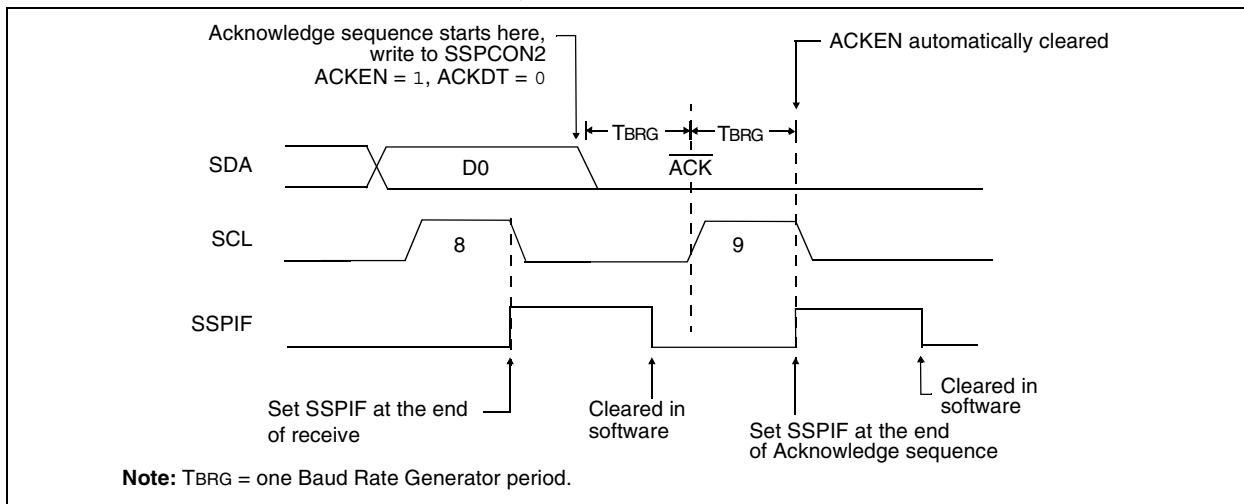 Acknowledge sequence starts here,
write to SSPCON2
ACKEN = 1, ACKDT = 0
ACKEN automatically cleared
TBRG
TBRG
SDA
D0
ACK
SCL
8
9
SSPIF
Set SSPIF at the end
of receive
Cleared in
software
Set SSPIF at the end
of Acknowledge sequence
Cleared in
software
Note: TBRG = one Baud Rate Generator period.